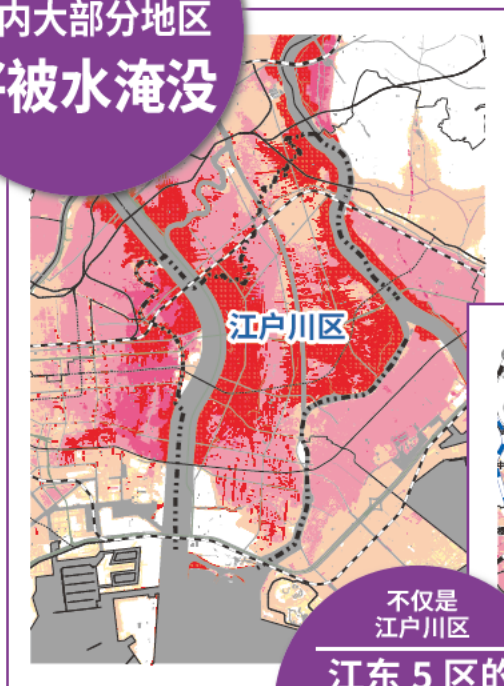 内大部分地区
被水淹没
江户川区
不仅是
江户川区
江东 5 区的